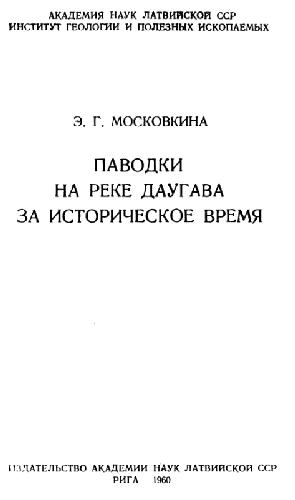 АКАДЕМИЯ НАУК ЛАТВИЙСКОЙ ССР
ИНСТИТУТ ГЕОЛОГИИ И ПОЛЕЗНЫХ ИСКОПАЕМЫХ
Э. Г. МОСКОВКИНА
ПАВОДКИ
НА РЕКЕ ДАУГАВА
ЗА ИСТОРИЧЕСКОЕ ВРЕМЯ
ИЗДАТЕЛЬСТВО АКАДЕМИИ НАУК ЛАТВИЙСКОЙ ССР
РИГА 1960